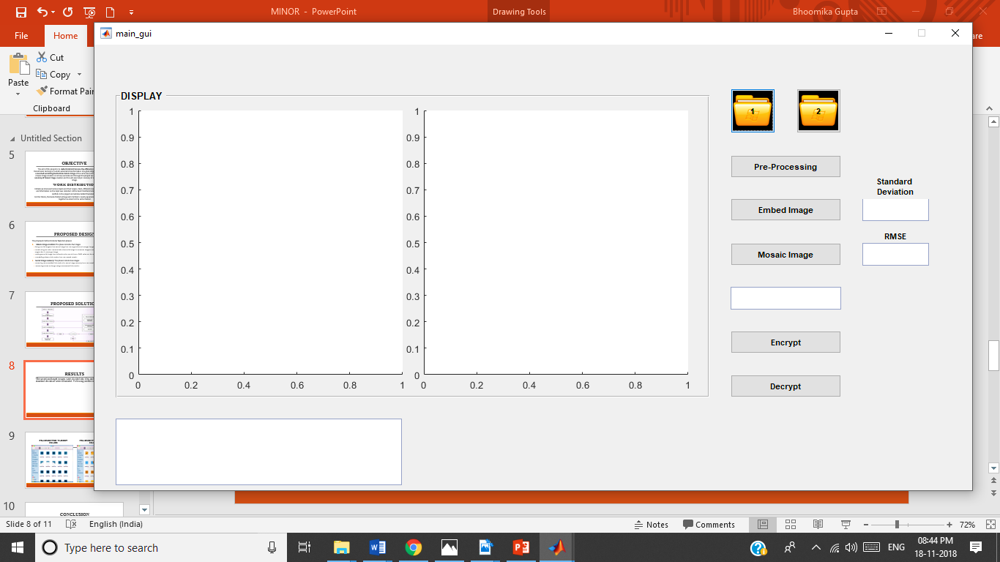 MINOR - PowerPoint
Drawing Tools
Bhoomika Gupta
File
Home
are
main_gui
Cut
Copy
Format Pain
Paste
Clipboard
Untitled Section
5
OBJECTIVE
WORK DISTRIBUTION
6
PROPOSED DESIGN
7
PROPOSED SOLUTIO
8
RESULTS
9
10
CONCLUSION
DISPLAY
1
0.9
0.8
0.7
0.6
0.5
0.4
0.3
0.2
0.1
0
0 0.2 0.4 0.6 0.8 1
1
0.9
0.8
0.7
0.6
0.5
0.4
0.3
0.2
0.1
0
0 0.2 0.4 0.6 0.8 1
1
2
Pre-Processing
Embed Image
Mosaic Image
Encrypt
Decrypt
Standard
Deviation
RMSE
Slide 8 of 11
English (India)
Notes
Comments
72%
Type here to search
ENG
08:44 PM
18-11-2018